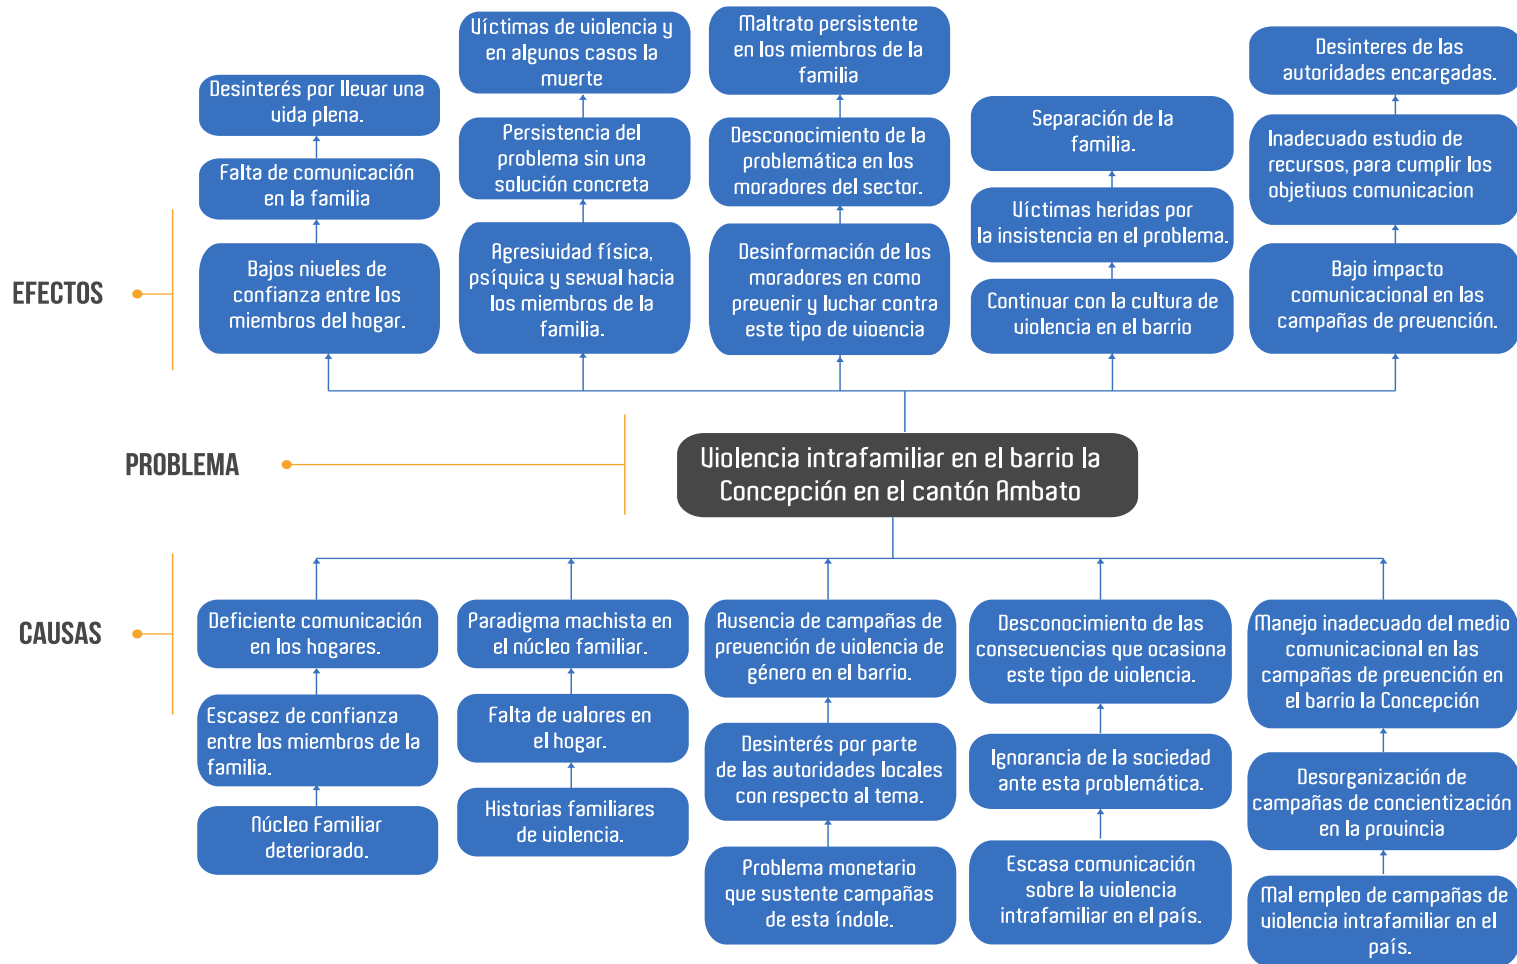 Desinterés por llevar una
vida plena.
Falta de comunicación
en la familia
Bajos niveles de
confianza entre los
miembros del hogar.
Víctimas de violencia y
en algunos casos la
muerte
Persistencia del
problema sin una
solución concreta
Agresividad física,
psíquica y sexual hacia
los miembros de la
familia.
Maltrato persistente
en los miembros de la
familia
Desconocimiento de la
problemática en los
moradores del sector.
Desinformación de los
moradores en como
prevenir y luchar contra
este tipo de vioencia
Separación de la
familia.
Víctimas heridas por
la insistencia en el problema.
Continuar con la cultura de
violencia en el barrio
Desinteres de las
autoridades encargadas.
Inadecuado estudio de
recursos, para cumplir los
objetivos comunicacion
Bajo impacto
comunicacional en las
campañas de prevención.
EFECTOS
PROBLEMA
Violencia intrafamiliar en el barrio la
Concepción en el cantón Ambato
CAUSAS
Deficiente comunicación
en los hogares.
Escasez de confianza
entre los miembros de la
familia.
Núcleo Familiar
deteriorado.
Paradigma machista en
el núcleo familiar.
Falta de valores en
el hogar.
Historias familiares
de violencia.
Ausencia de campañas de
prevención de violencia de
género en el barrio.
Desinterés por parte
de las autoridades locales
con respecto al tema.
Problema monetario
que sustente campañas
de esta índole.
Desconocimiento de las
consecuencias que ocasiona
este tipo de violencia.
Ignorancia de la sociedad
ante esta problemática.
Escasa comunicación
sobre la violencia
intrafamiliar en el país.
Manejo inadecuado del medio
comunicacional en las
campañas de prevención en
el barrio la Concepción
Desorganización de
campañas de concientización
en la provincia
Mal empleo de campañas de
violencia intrafamiliar en el
país.